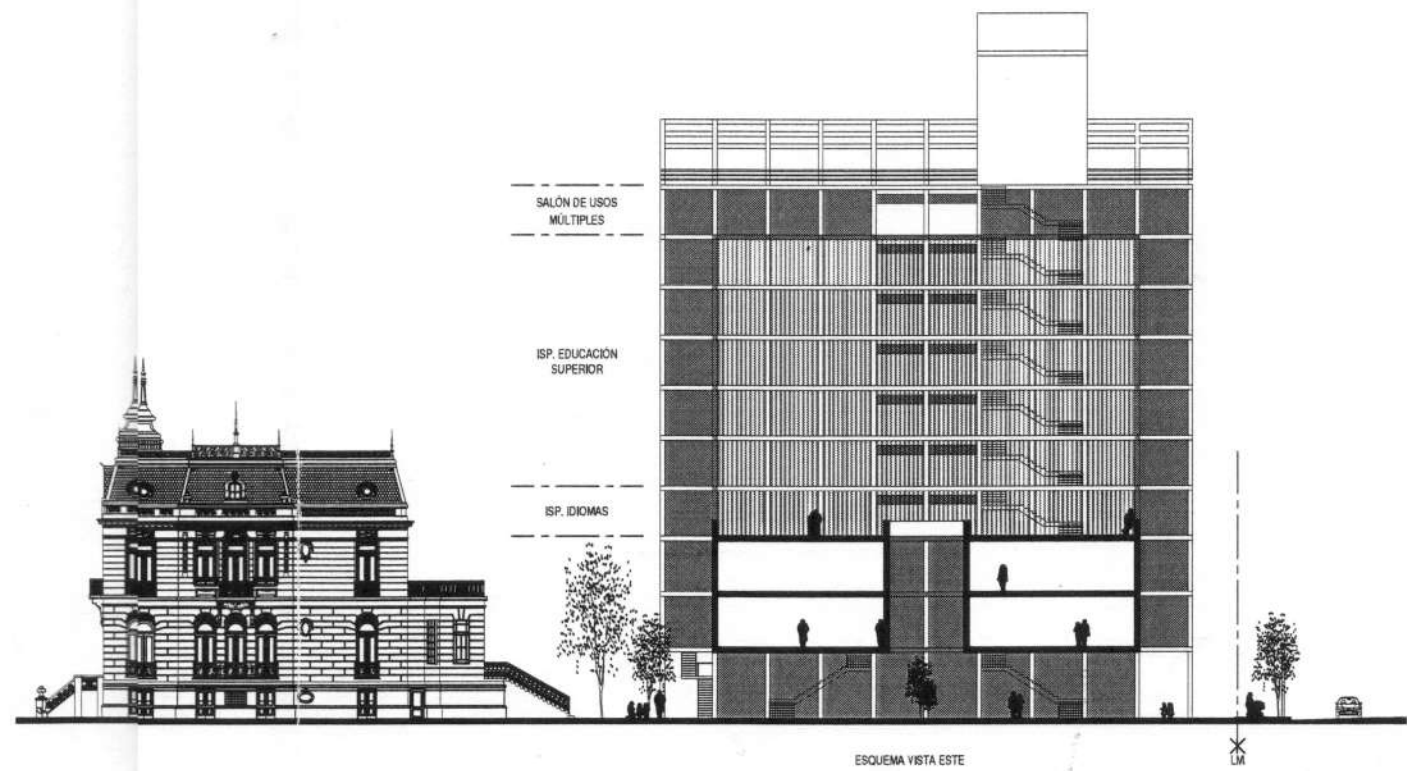 SALÓN DE USOS
MÚLTIPLES
ISP. EDUCACIÓN
SUPERIOR
ISP. IDIOMAS
ESQUEMA VISTA ESTE
LM